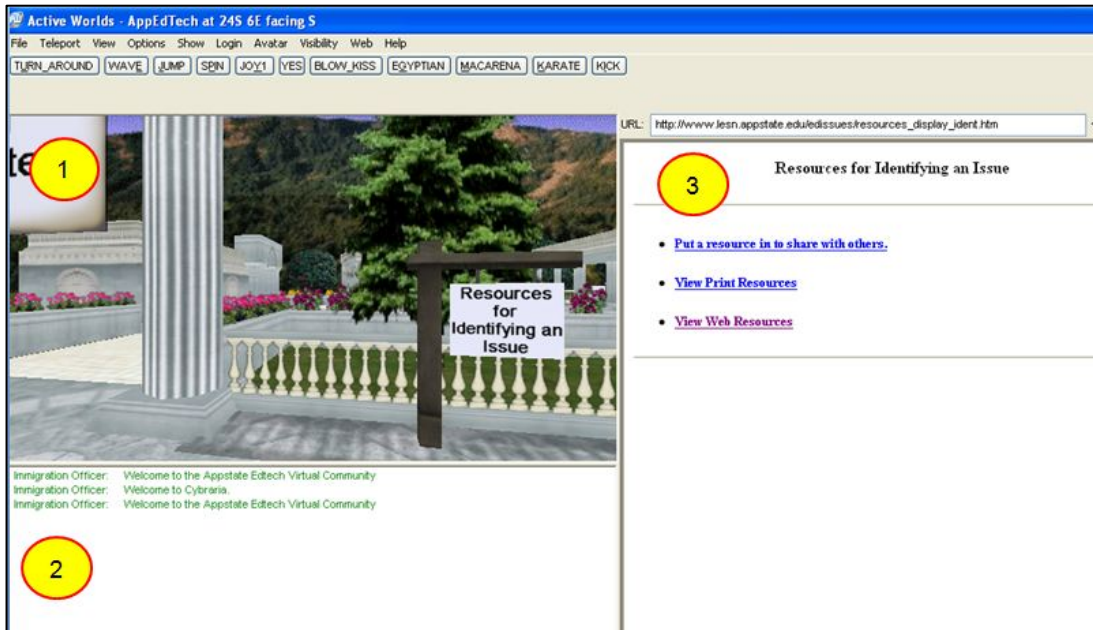 Active Worlds - AppEdTech at 24S 6E facing S
File Teleport View Options Show Login Avatar Visibility Web Help
TURN_AROUND WAVE JUMP SPIN JOY1 YES BLOW_KISS EGYPTIAN MACARENA KARATE KICK
URL: http://www.lesn.appstate.edu/edissues/resources_display_ident.htm
te
1
Resources
for
Identifying an
Issue
Immigration Officer: Welcome to the Appstate Edtech Virtual Community
Immigration Officer: Welcome to Cybraria.
Immigration Officer: Welcome to the Appstate Edtech Virtual Community
2
3
Resources for Identifying an Issue
Put a resource in to share with others.
View Print Resources
View Web Resources